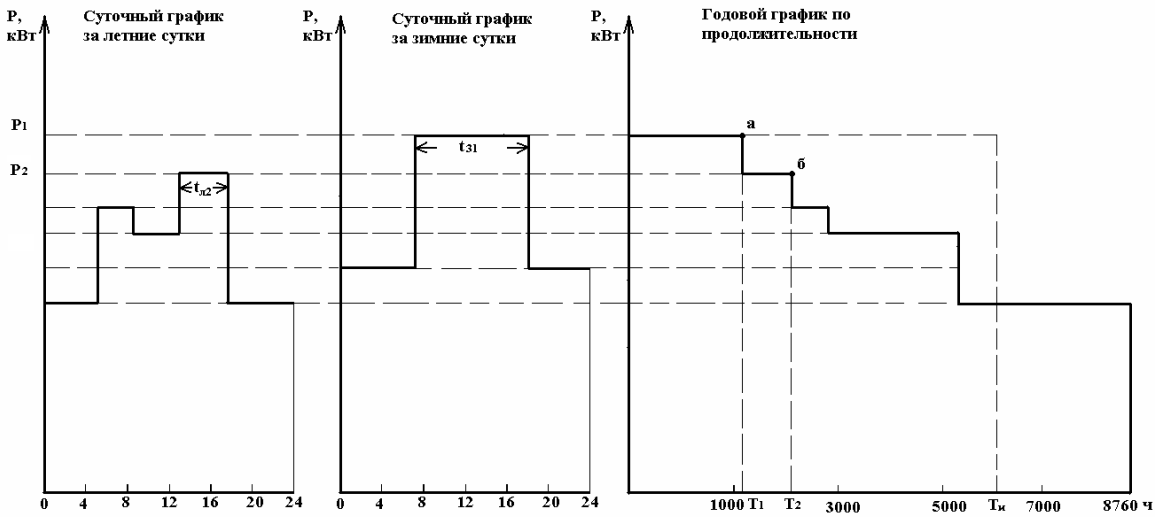 P,
кВт
Суточный график
за летние сутки
P1
P2
tл2
0 4 8 12 16 20 24
P,
кВт
Суточный график
за зимние сутки
tЗ1
0 4 8 12 16 20 24
P,
кВт
Годовой график по
продолжительности
а
б
1000 T1 T2 3000 5000 Tи 7000 8760 ч